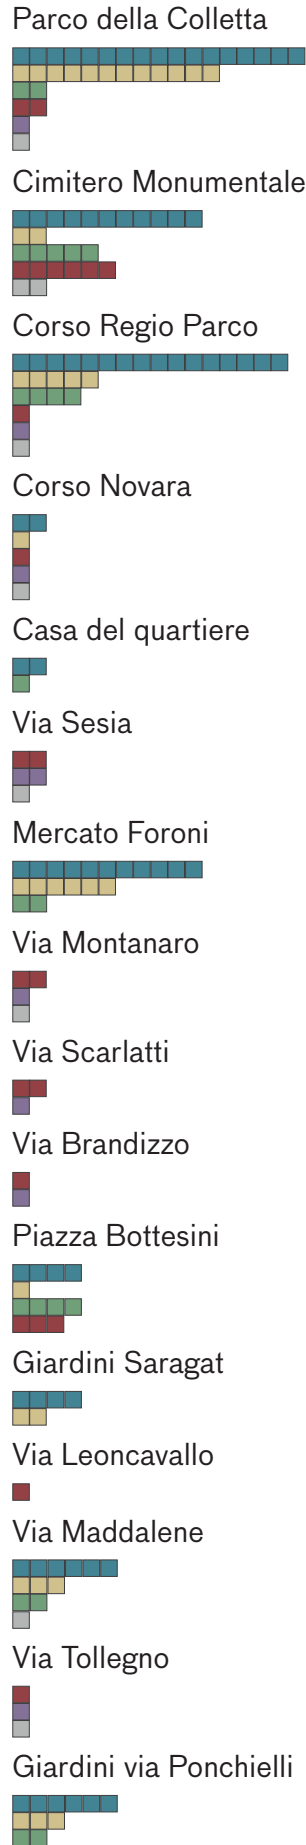 Parco della Colletta
Cimitero Monumentale
Corso Regio Parco
Corso Novara
Casa del quartiere
Via Sesia
Mercato Foroni
Via Montanaro
Via Scarlatti
Via Brandizzo
Piazza Bottesini
Giardini Saragat
Via Leoncavallo
Via Maddalene
Via Tollegno
Giardini via Ponchielli